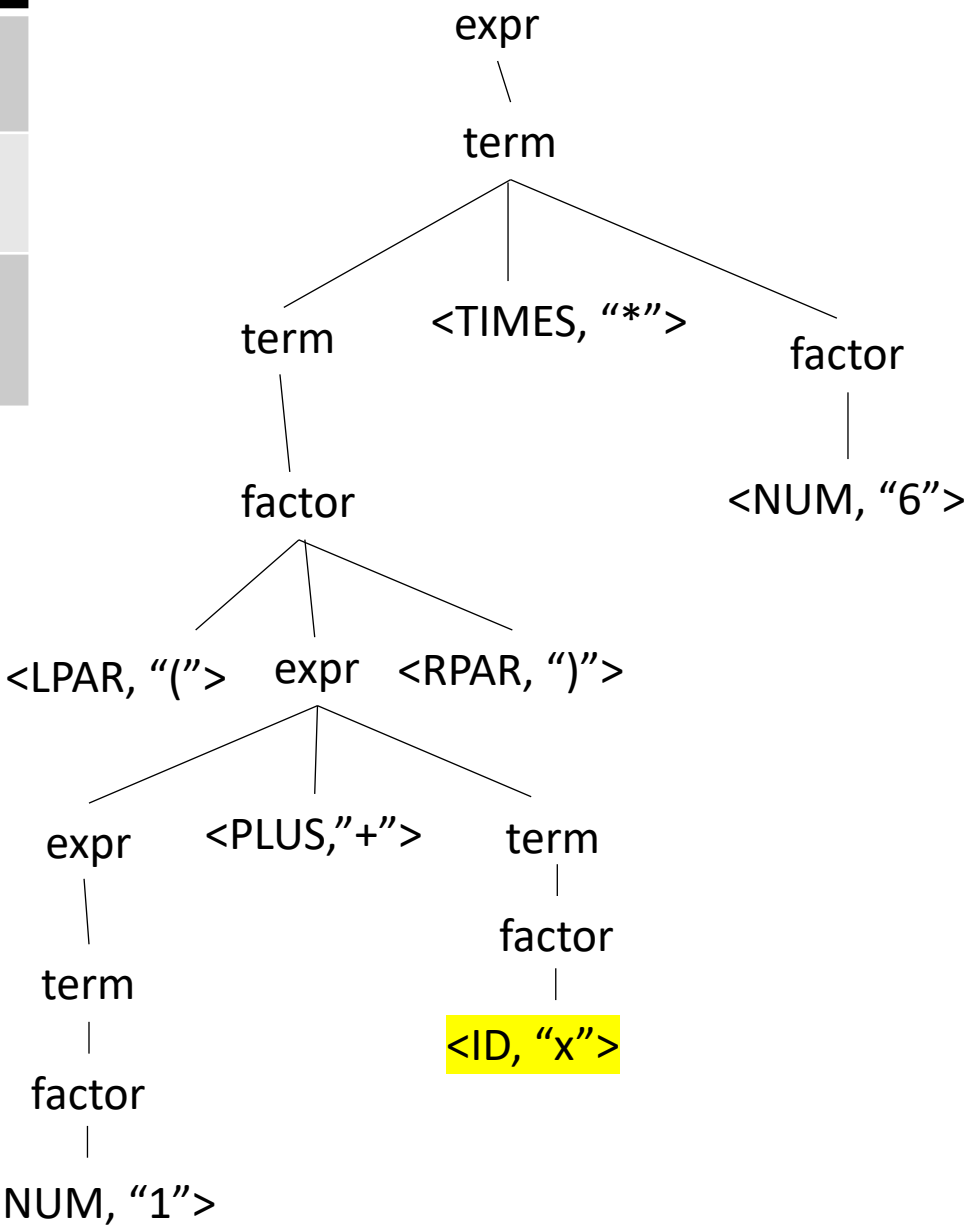 expr
term
term
<TIMES, “*”>
factor
factor
<NUM, “6”>
<LPAR, “(”>
expr
<RPAR, “)”>
expr
<PLUS,”+”>
term
factor
term
<ID, “x”>
factor
NUM, “1”>